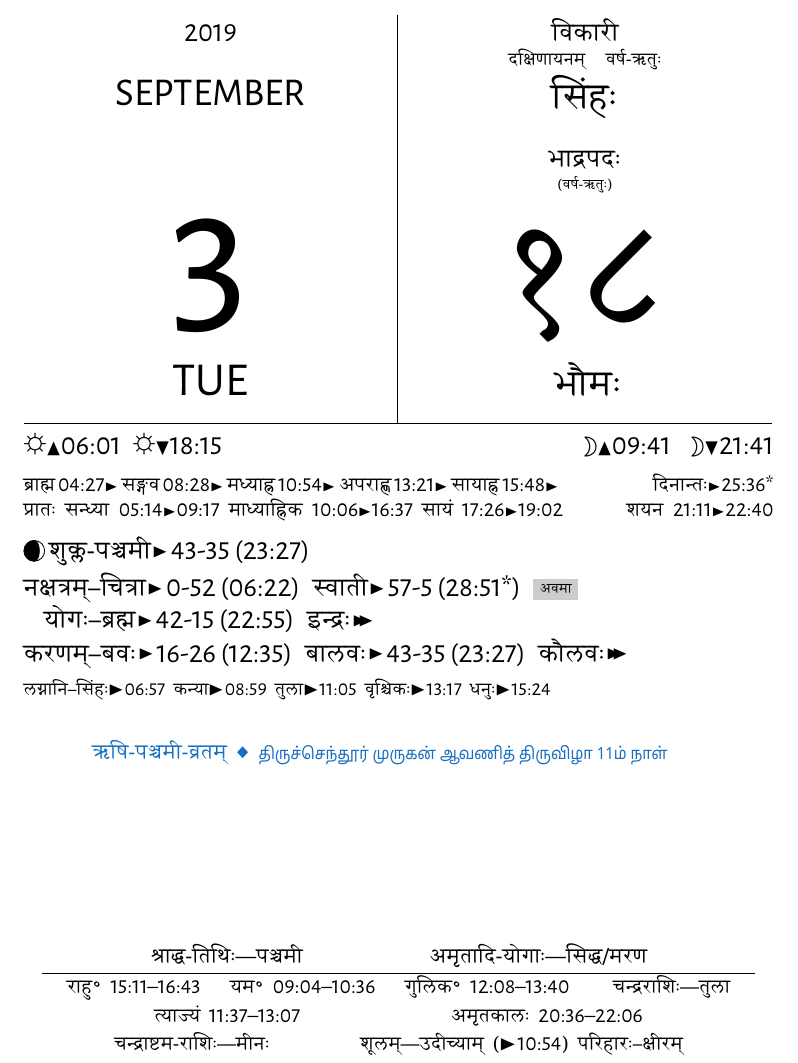 2019
SEPTEMBER
3
TUE
विकारी
दक्षिणायनम् वर्ष-ऋतुः
सिंहः
भाद्रपदः
(वर्ष-ऋतुः)
१८
भौमः
☼▲06:01 ☼▼18:15 ☽▲09:41 ☽▼21:41
ब्राह्म 04:27► सङ्गव 08:28► मध्याह्न 10:54► अपराह्ण 13:21► सायाह्न 15:48► दिनान्तः►25:36*
प्रातः सन्ध्या 05:14►09:17 माध्याह्निक 10:06►16:37 सायं 17:26►19:02 शयन 21:11►22:40
शुक्ल-पञ्चमी► 43-35 (23:27)
नक्षत्रम्–चित्रा► 0-52 (06:22) स्वाती► 57-5 (28:51*) अवमा
योगः–ब्रह्म► 42-15 (22:55) इन्द्रः►►
करणम्–बवः►16-26 (12:35) बालवः►43-35 (23:27) कौलवः►►
लग्नानि–सिंहः►06:57 कन्या►08:59 तुला►11:05 वृश्चिकः►13:17 धनुः►15:24
ऋषि-पञ्चमी-व्रतम् ◆ திருச்செந்தூர் முருகன் ஆவணித் திருவிழா 11ம் நாள்
श्राद्ध-तिथिः—पञ्चमी अमृतादि-योगाः—सिद्ध/मरण
राहु॰ 15:11–16:43 यम॰ 09:04–10:36 गुलिक॰ 12:08–13:40 चन्द्रराशिः—तुला
त्याज्यं 11:37–13:07 अमृतकालः 20:36–22:06
चन्द्राष्टम-राशिः—मीनः शूलम्—उदीच्याम् (►10:54) परिहारः–क्षीरम्